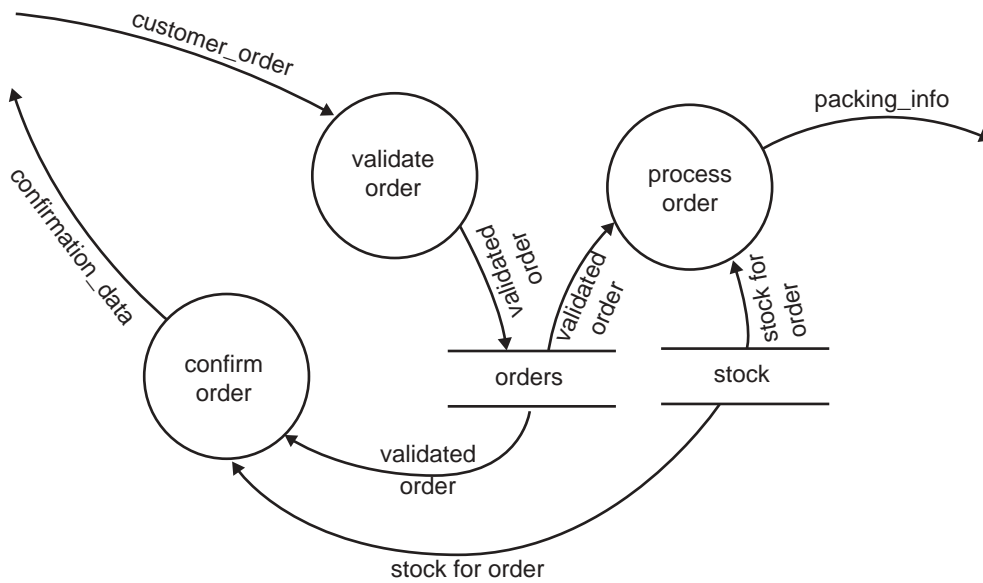 customer_order
packing_info
validate
order
process
order
confirmation_data
validated
order
validated
order
stock for
order
confirm
order
orders
stock
validated
order
stock for order